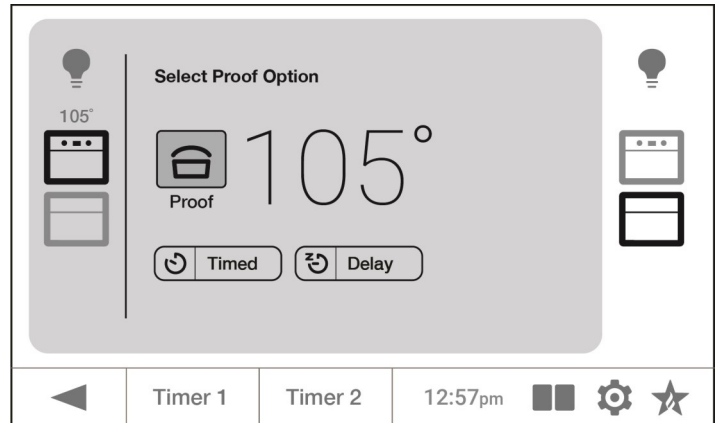 Select Proof Option
105°
105°
Proof
Timed
Z Delay
Timer 1
Timer 2
12:57pm